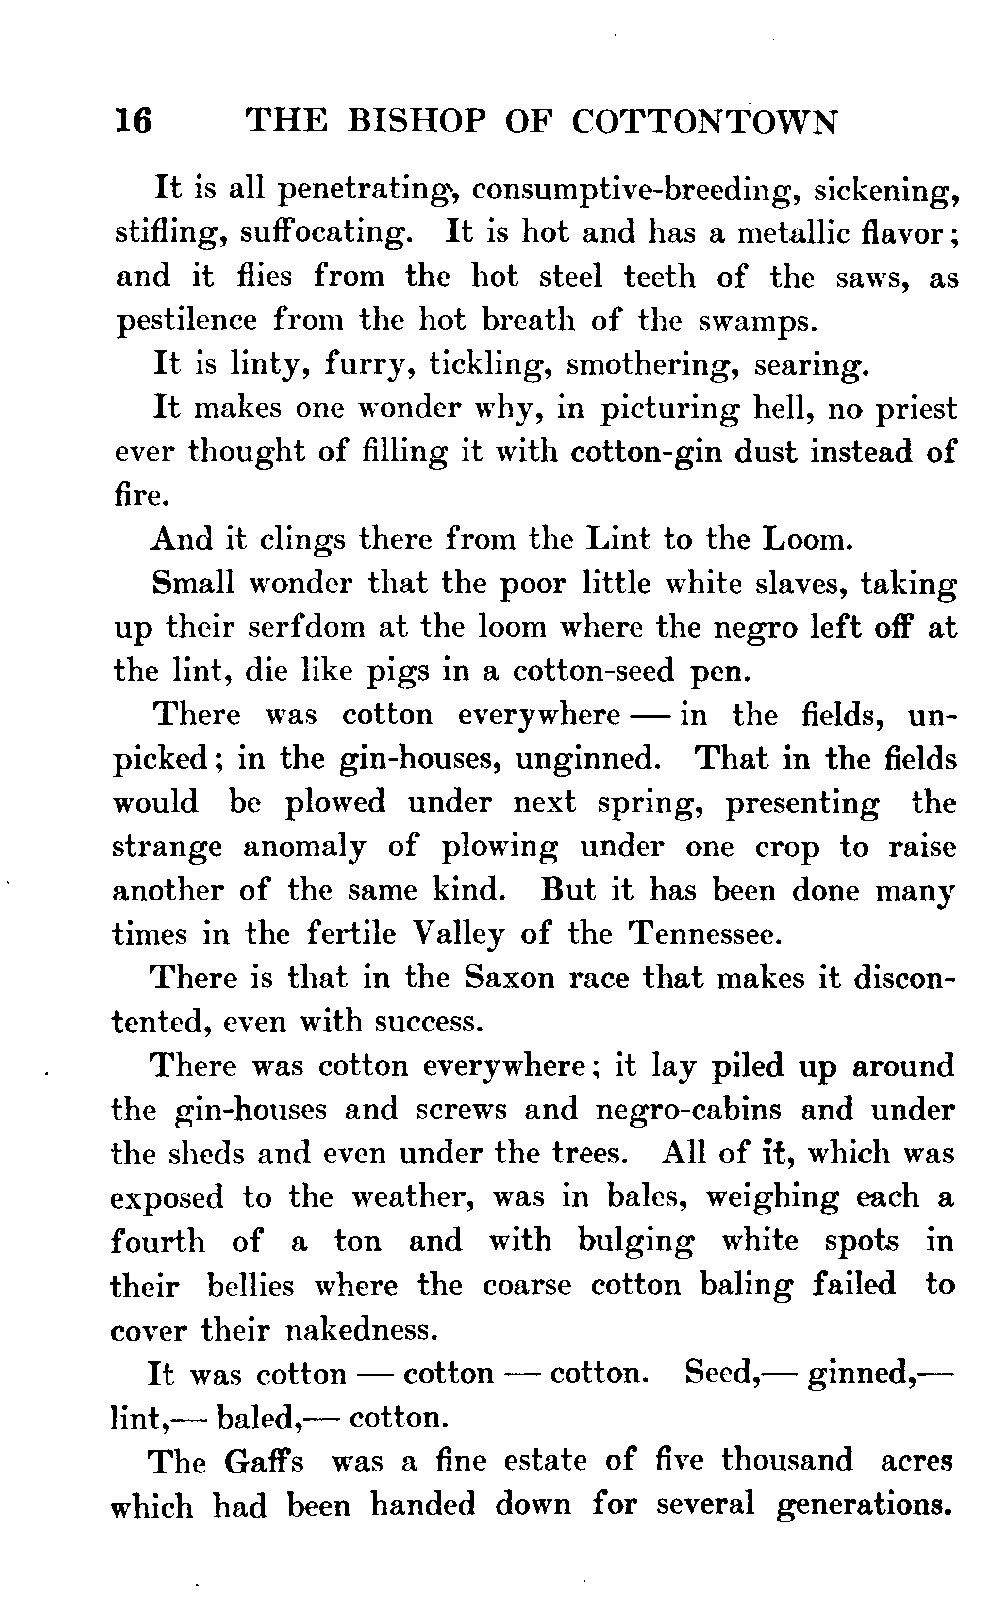 16 THE BISHOP OF COTTONTOWN
It is all penetrating, consumptive-breeding, sickening,
stifling, suffocating. It is hot and has a metallic flavor;
and it flies from the hot steel teeth of the saws, as
pestilence from the hot breath of the swamps.
It is linty, furry, tickling, smothering, searing.
It makes one wonder why, in picturing hell, no priest
ever thought of filling it with cotton-gin dust instead of
fire.
And it clings there from the Lint to the Loom.
Small wonder that the poor little white slaves, taking
up their serfdom at the loom where the negro left off at
the lint, die like pigs in a cotton-seed pen.
There was cotton everywhere — in the fields, un-
picked; in the gin-houses, unginned. That in the fields
would be plowed under next spring, presenting the
strange anomaly of plowing under one crop to raise
another of the same kind. But it has been done many
times in the fertile Valley of the Tennessee.
There is that in the Saxon race that makes it discon-
tented, even with success.
There was cotton everywhere; it lay piled up around
the gin-houses and screws and negro-cabins and under
the sheds and even under the trees. All of it, which was
exposed to the weather, was in bales, weighing each a
fourth of a ton and with bulging white spots in
their bellies where the coarse cotton baling failed to
cover their nakedness.
It was cotton — cotton — cotton. Seed,— ginned,—
lint,— baled,— cotton.
The Gaffs was a fine estate of five thousand acres
which had been handed down for several generations.